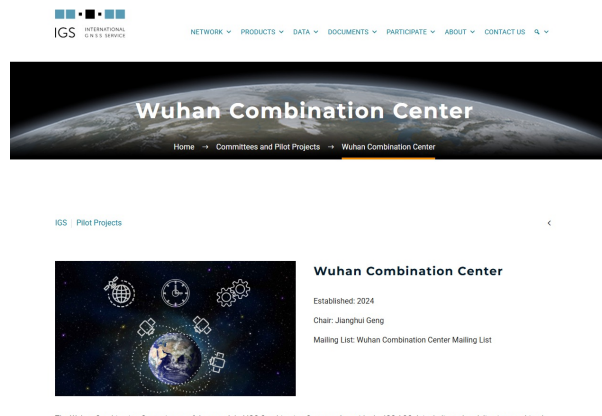 IGS INTERNATIONAL
G N S S SERVICE
NETWORK PRODUCTS DATA DOCUMENTS PARTICIPATE ABOUT CONTACT US
Wuhan Combination Center
Home → Committees and Pilot Projects → Wuhan Combination Center
IGS | Pilot Projects
Wuhan Combination Center
Established: 2024
Chair: Jianghui Geng
Mailing List: Wuhan Combination Center Mailing List